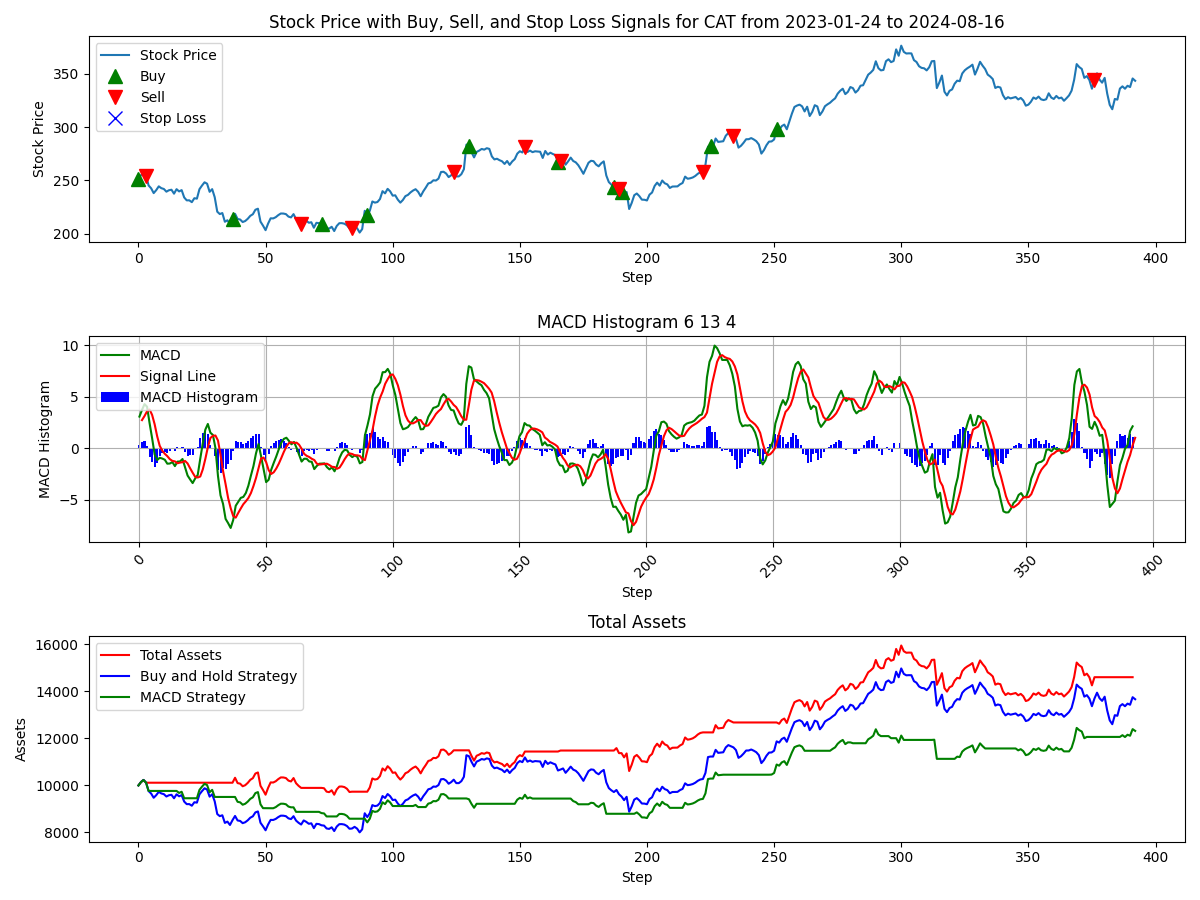 Stock Price with Buy, Sell, and Stop Loss Signals for CAT from 2023-01-24 to 2024-08-16
Stock Price
Buy
Sell
Stop Loss
350
300
250
200
Stock Price
0 50 100 150 200 250 300 350 400
Step
MACD Histogram 6 13 4
MACD
Signal Line
MACD Histogram
10
5
0
−5
MACD Histogram
0 50 100 150 200 250 300 350 400
Step
Total Assets
Total Assets
Buy and Hold Strategy
MACD Strategy
16000
14000
12000
10000
8000
Assets
0 50 100 150 200 250 300 350 400
Step